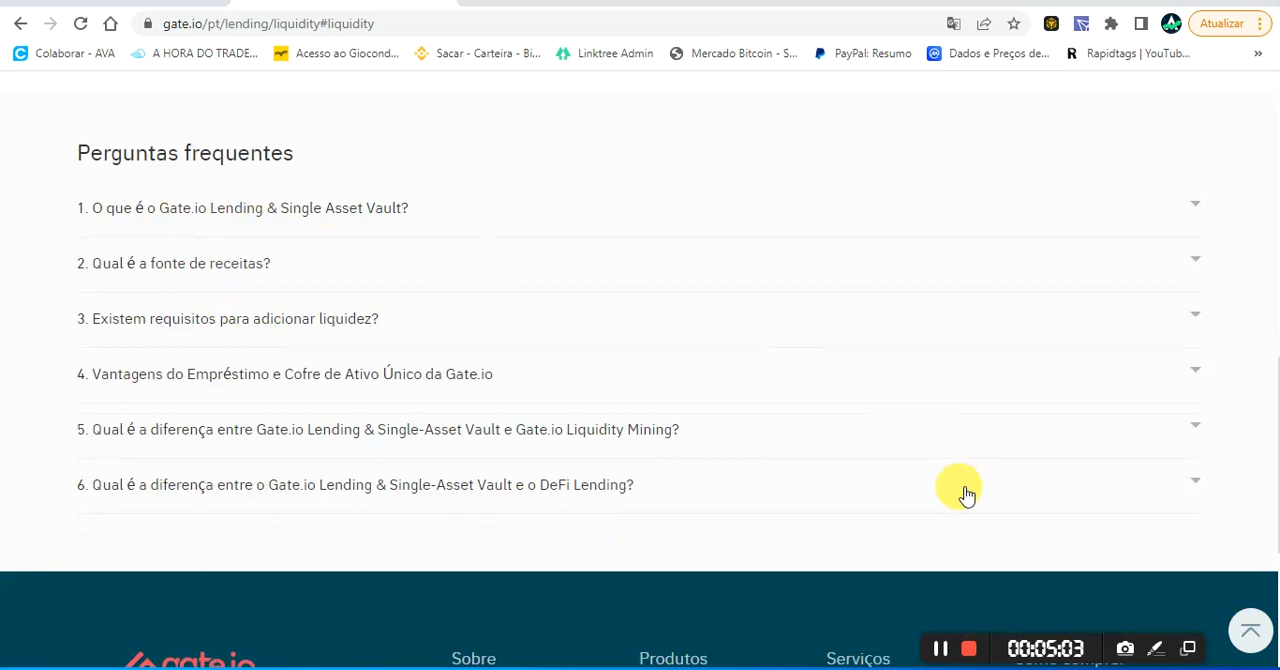 gate.io/pt/lending/liquidity#liquidity
Atualizar
Colaborar - AVA
A HORA DO TRADE...
Acesso ao Giocond...
Sacar - Carteira - Bi...
Linktree Admin
Mercado Bitcoin - S...
PayPal: Resumo
Dados e Preços de...
Rapidtags | YouTub...
»
Perguntas frequentes
1. O que é o Gate.io Lending & Single Asset Vault?
2. Qual é a fonte de receitas?
3. Existem requisitos para adicionar liquidez?
4. Vantagens do Empréstimo e Cofre de Ativo Único da Gate.io
5. Qual é a diferença entre Gate.io Lending & Single-Asset Vault e Gate.io Liquidity Mining?
6. Qual é a diferença entre o Gate.io Lending & Single-Asset Vault e o DeFi Lending?
gate.io
Sobre
Produtos
Serviços
00:05:03